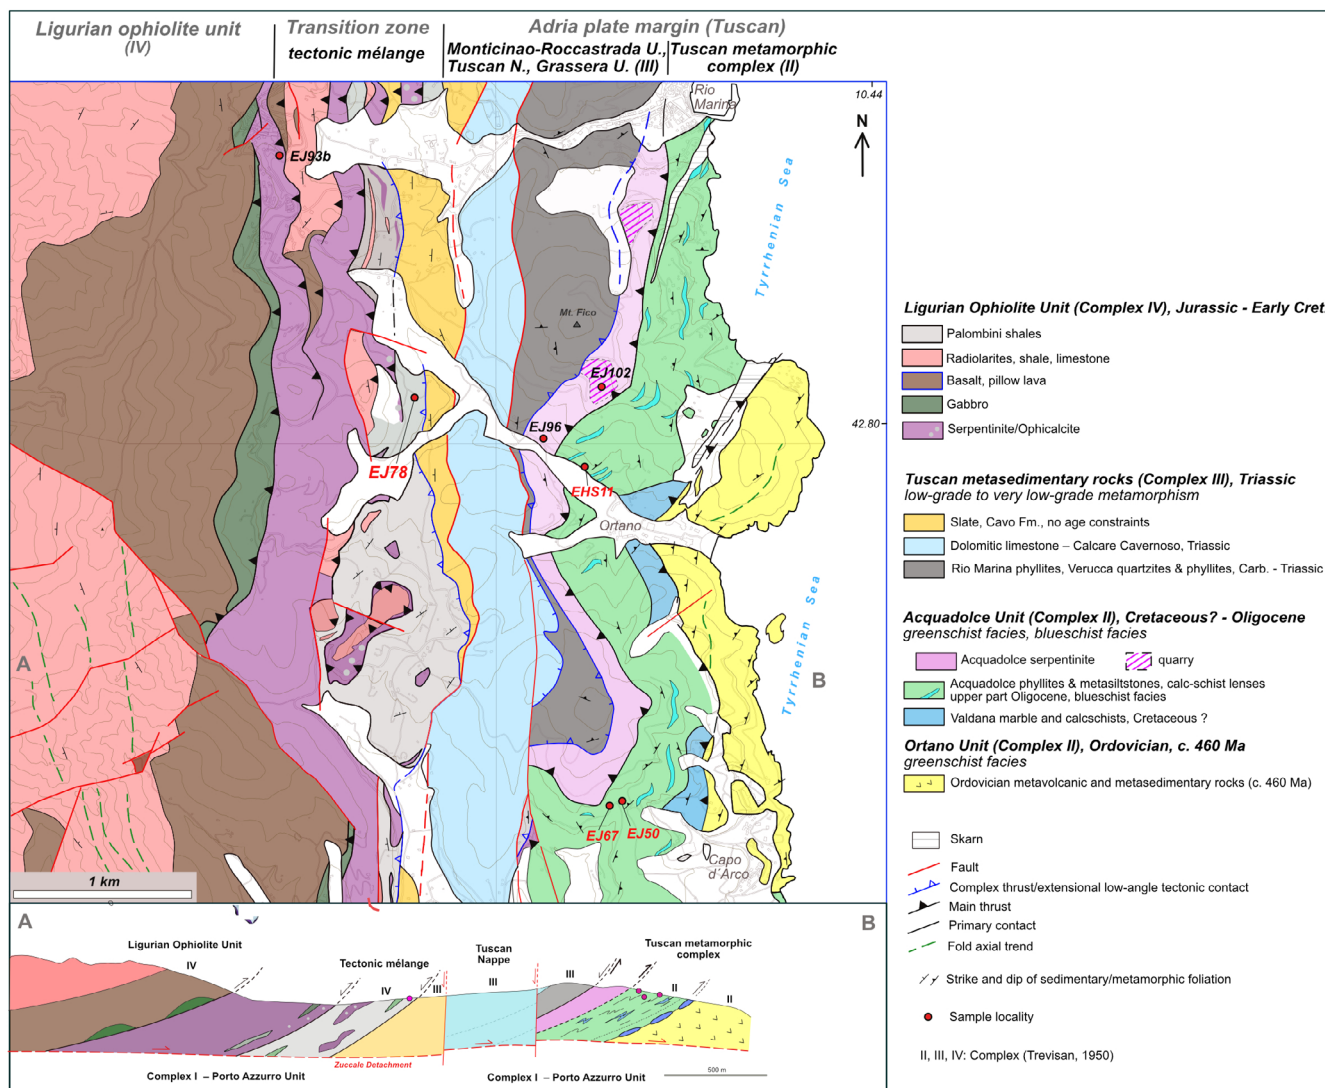 Ligurian ophiolite unit
(IV)
Transition zone
tectonic mélange
Adria plate margin (Tuscan)
Monticinao-Roccastrada U.,
Tuscan N., Grassera U. (III)
Tuscan metamorphic
complex (II)
Rio
Marina
10.44
N
EJ93b
Tyrrhenian Sea
Mt. Fico
EJ102
42.80
EJ96
EJ78
EHS11
Ortano
Tyrrhenian Sea
A
B
EJ67
EJ50
Capo
d'Arco
1 km
Ligurian Ophiolite Unit (Complex IV), Jurassic - Early Cret
Palombini shales
Radiolarites, shale, limestone
Basalt, pillow lava
Gabbro
Serpentinite/Ophicalcite
Tuscan metasedimentary rocks (Complex III), Triassic
low-grade to very low-grade metamorphism
Slate, Cavo Fm., no age constraints
Dolomitic limestone – Calcare Cavernoso, Triassic
Rio Marina phyllites, Verucca quartzites & phyllites, Carb. - Triassic
Acquadolce Unit (Complex II), Cretaceous? - Oligocene
greenschist facies, blueschist facies
Acquadolce serpentinite
quarry
Acquadolce phyllites & metasiltstones, calc-schist lenses
upper part Oligocene, blueschist facies
Valdana marble and calcschists, Cretaceous ?
Ortano Unit (Complex II), Ordovician, c. 460 Ma
greenschist facies
Ordovician metavolcanic and metasedimentary rocks (c. 460 Ma)
Skarn
Fault
Complex thrust/extensional low-angle tectonic contact
Main thrust
Primary contact
Fold axial trend
Strike and dip of sedimentary/metamorphic foliation
Sample locality
II, III, IV: Complex (Trevisan, 1950)
A
B
Ligurian Ophiolite Unit
IV
Tectonic mélange
IV
III
Tuscan
Nappe
III
III
Tuscan metamorphic
complex
II
II
Zuccale Detachment
Complex I – Porto Azzurro Unit
Complex I – Porto Azzurro Unit
500 m